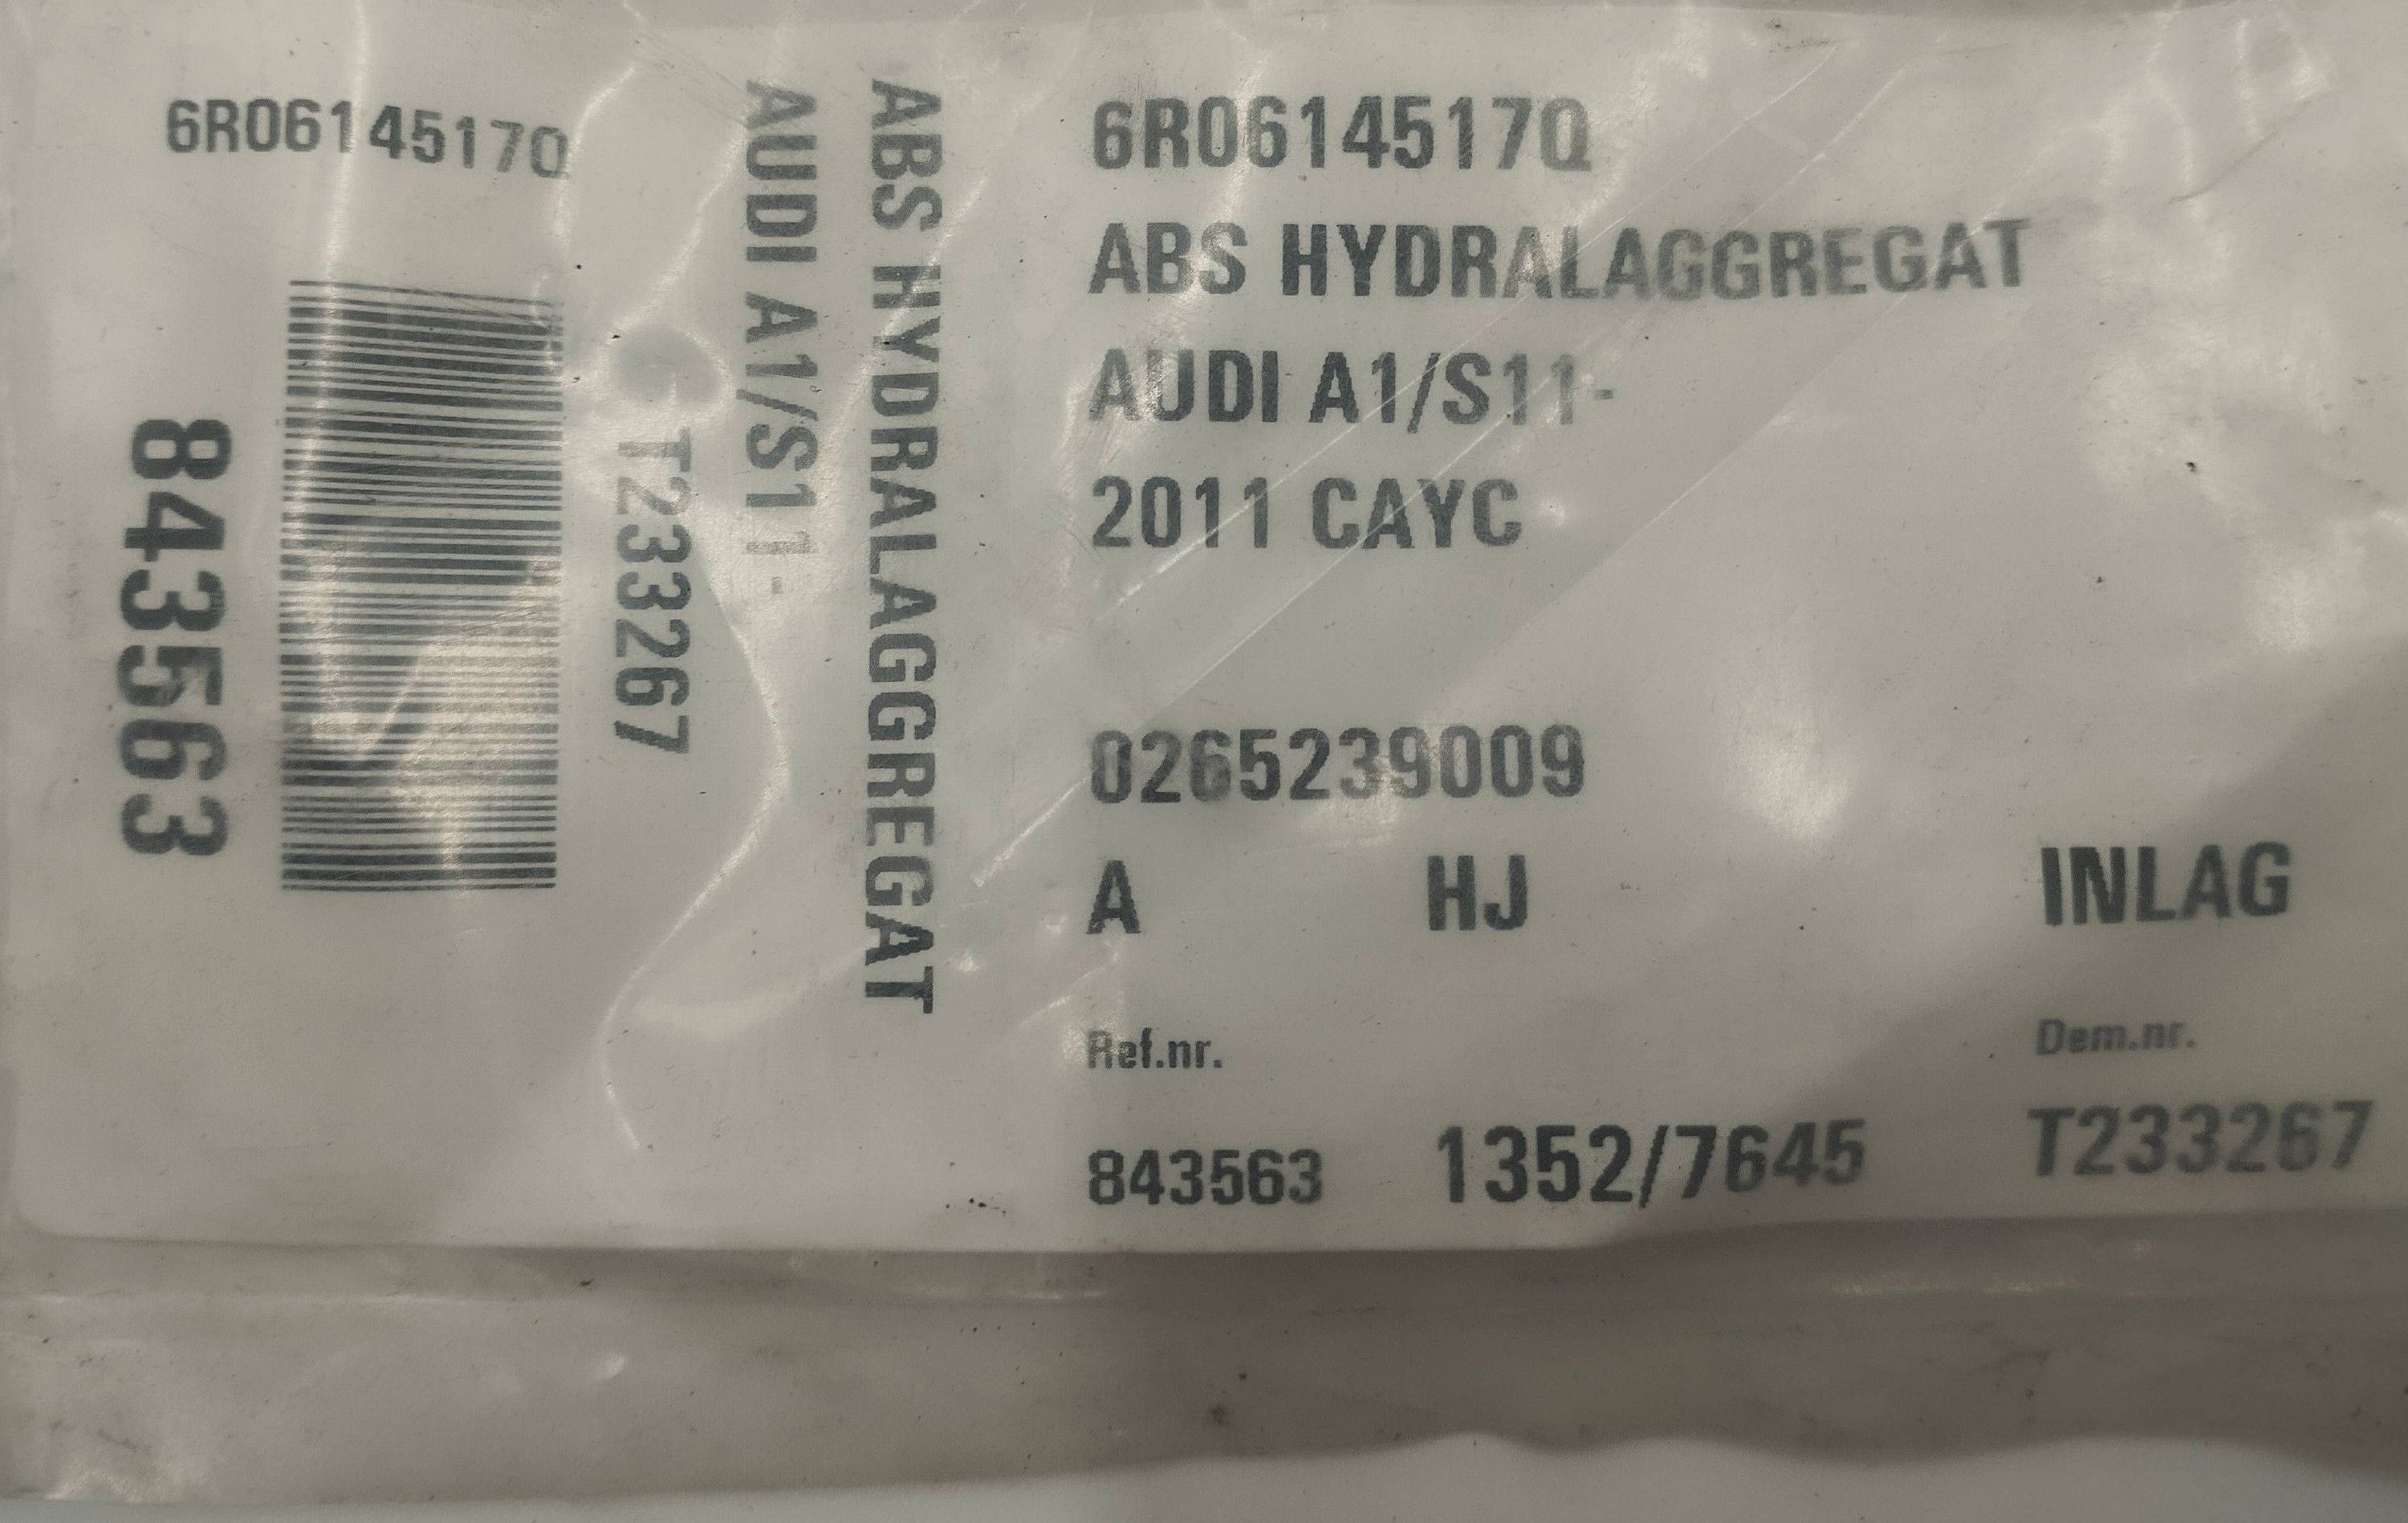 6R0614517Q
843563
T233267
AUDI A1/S11-
ABS HYDRALAGGREGAT
6R0614517Q
ABS HYDRALAGGREGAT
AUDI A1/S11-
2011 CAYC
0265239009
A HJ INLAG
Ref.nr. Dem.nr.
843563 1352/7645 T233267